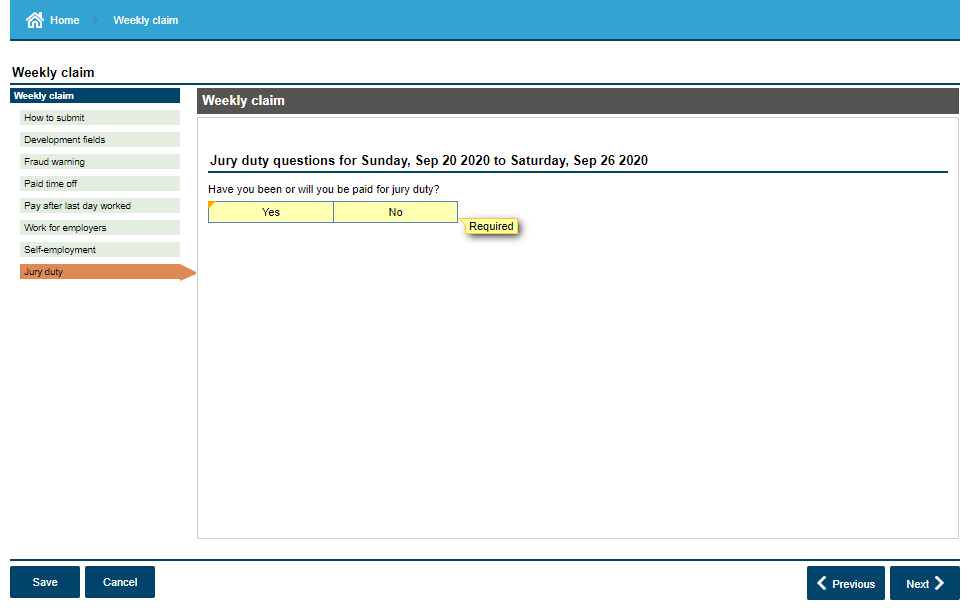 Home
Weekly claim
Weekly claim
Weekly claim
How to submit
Development fields
Fraud warning
Paid time off
Pay after last day worked
Work for employers
Self-employment
Jury duty
Weekly claim
Jury duty questions for Sunday, Sep 20 2020 to Saturday, Sep 26 2020
Have you been or will you be paid for jury duty?
Yes No
Required
Save Cancel Previous Next